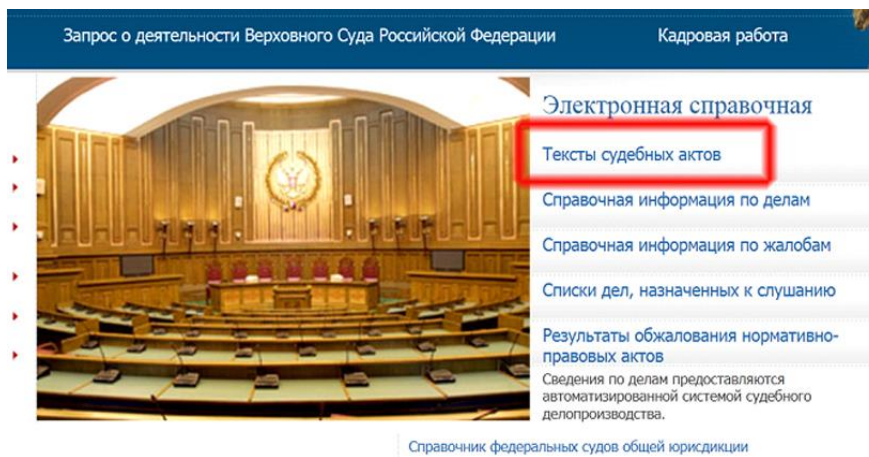 Запрос о деятельности Верховного Суда Российской Федерации
Кадровая работа
Электронная справочная
Тексты судебных актов
Справочная информация по делам
Справочная информация по жалобам
Списки дел, назначенных к слушанию
Результаты обжалования нормативно-
правовых актов
Сведения по делам предоставляются
автоматизированной системой судебного
делопроизводства.
Справочник федеральных судов общей юрисдикции